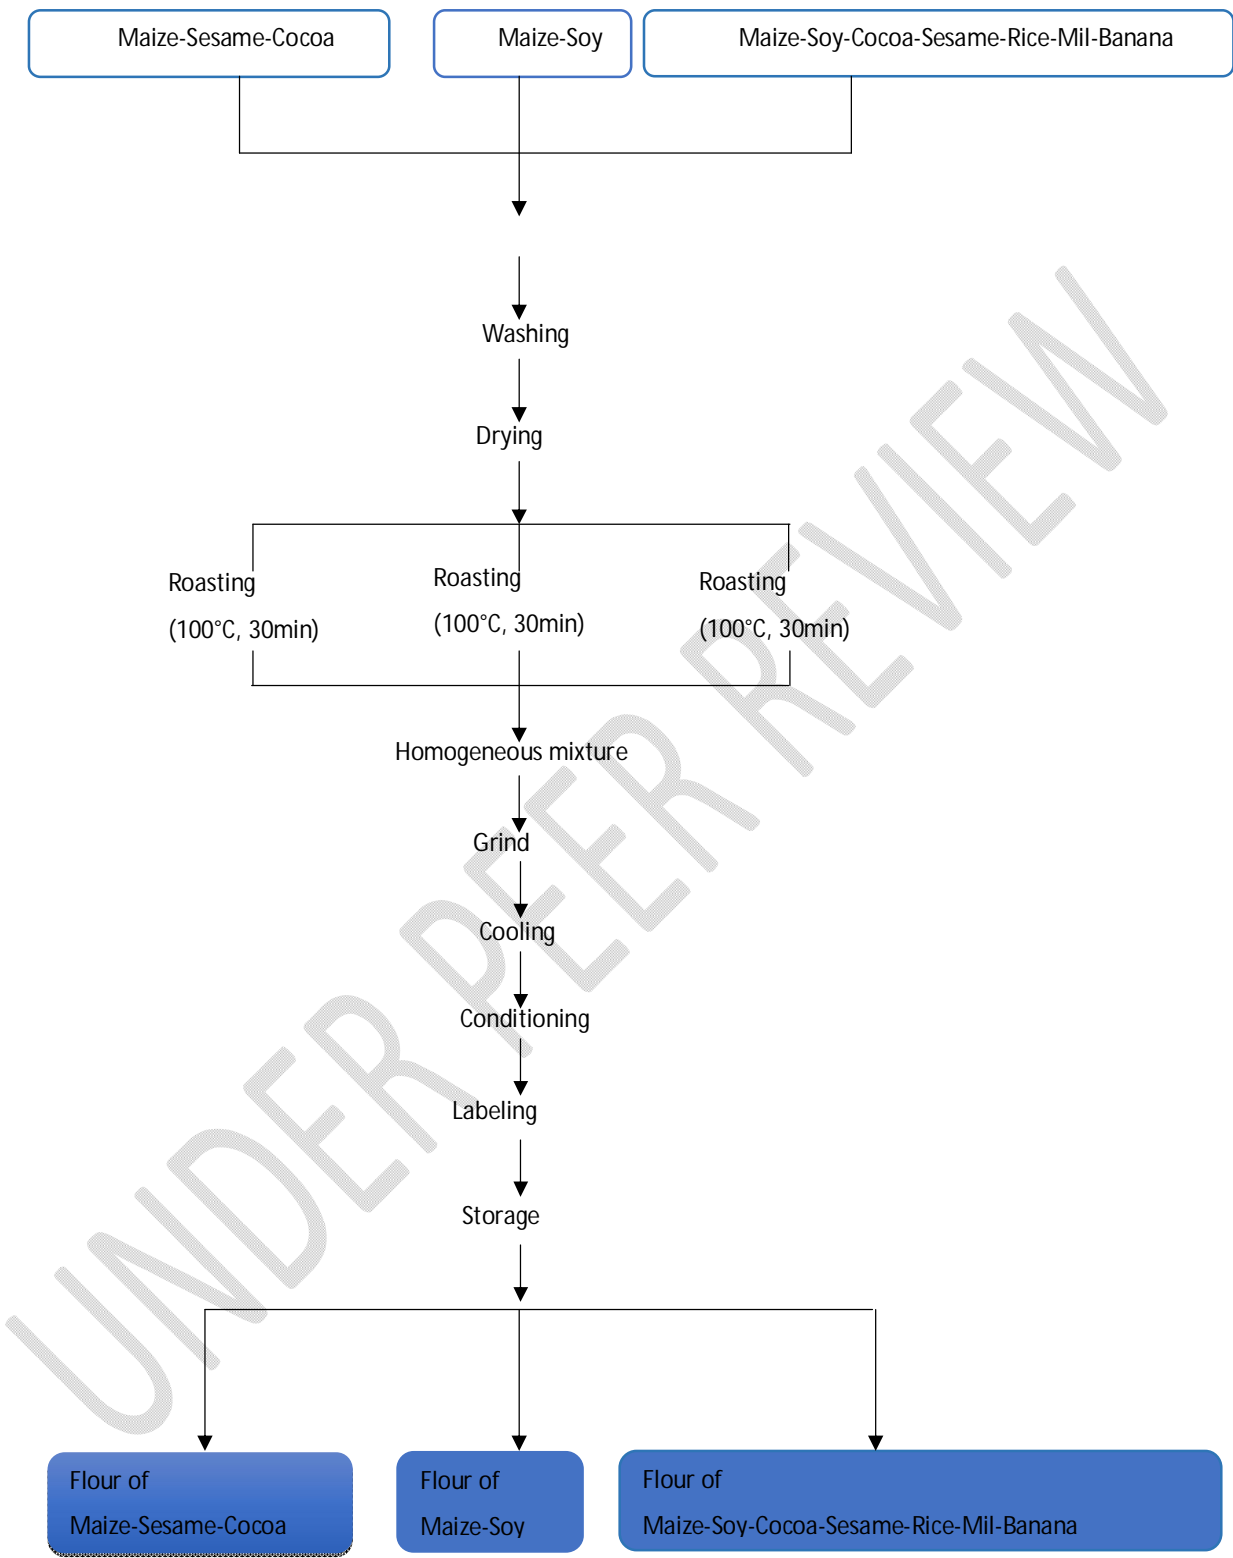 Maize-Sesame-Cocoa
Maize-Soy
Maize-Soy-Cocoa-Sesame-Rice-Mil-Banana
Washing
Drying
Roasting
(100°C, 30min)
Roasting
(100°C, 30min)
Roasting
(100°C, 30min)
Homogeneous mixture
Grind
Cooling
Conditioning
Labeling
Storage
Flour of
Maize-Sesame-Cocoa
Flour of
Maize-Soy
Flour of
Maize-Soy-Cocoa-Sesame-Rice-Mil-Banana
UNDER PEER REVIEW